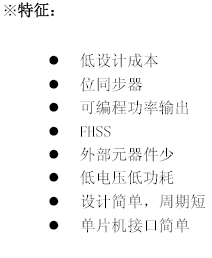 ※特征：
● 低设计成本
● 位同步器
● 可编程功率输出
● FHSS
● 外部元器件少
● 低电压低功耗
● 设计简单，周期短
● 单片机接口简单